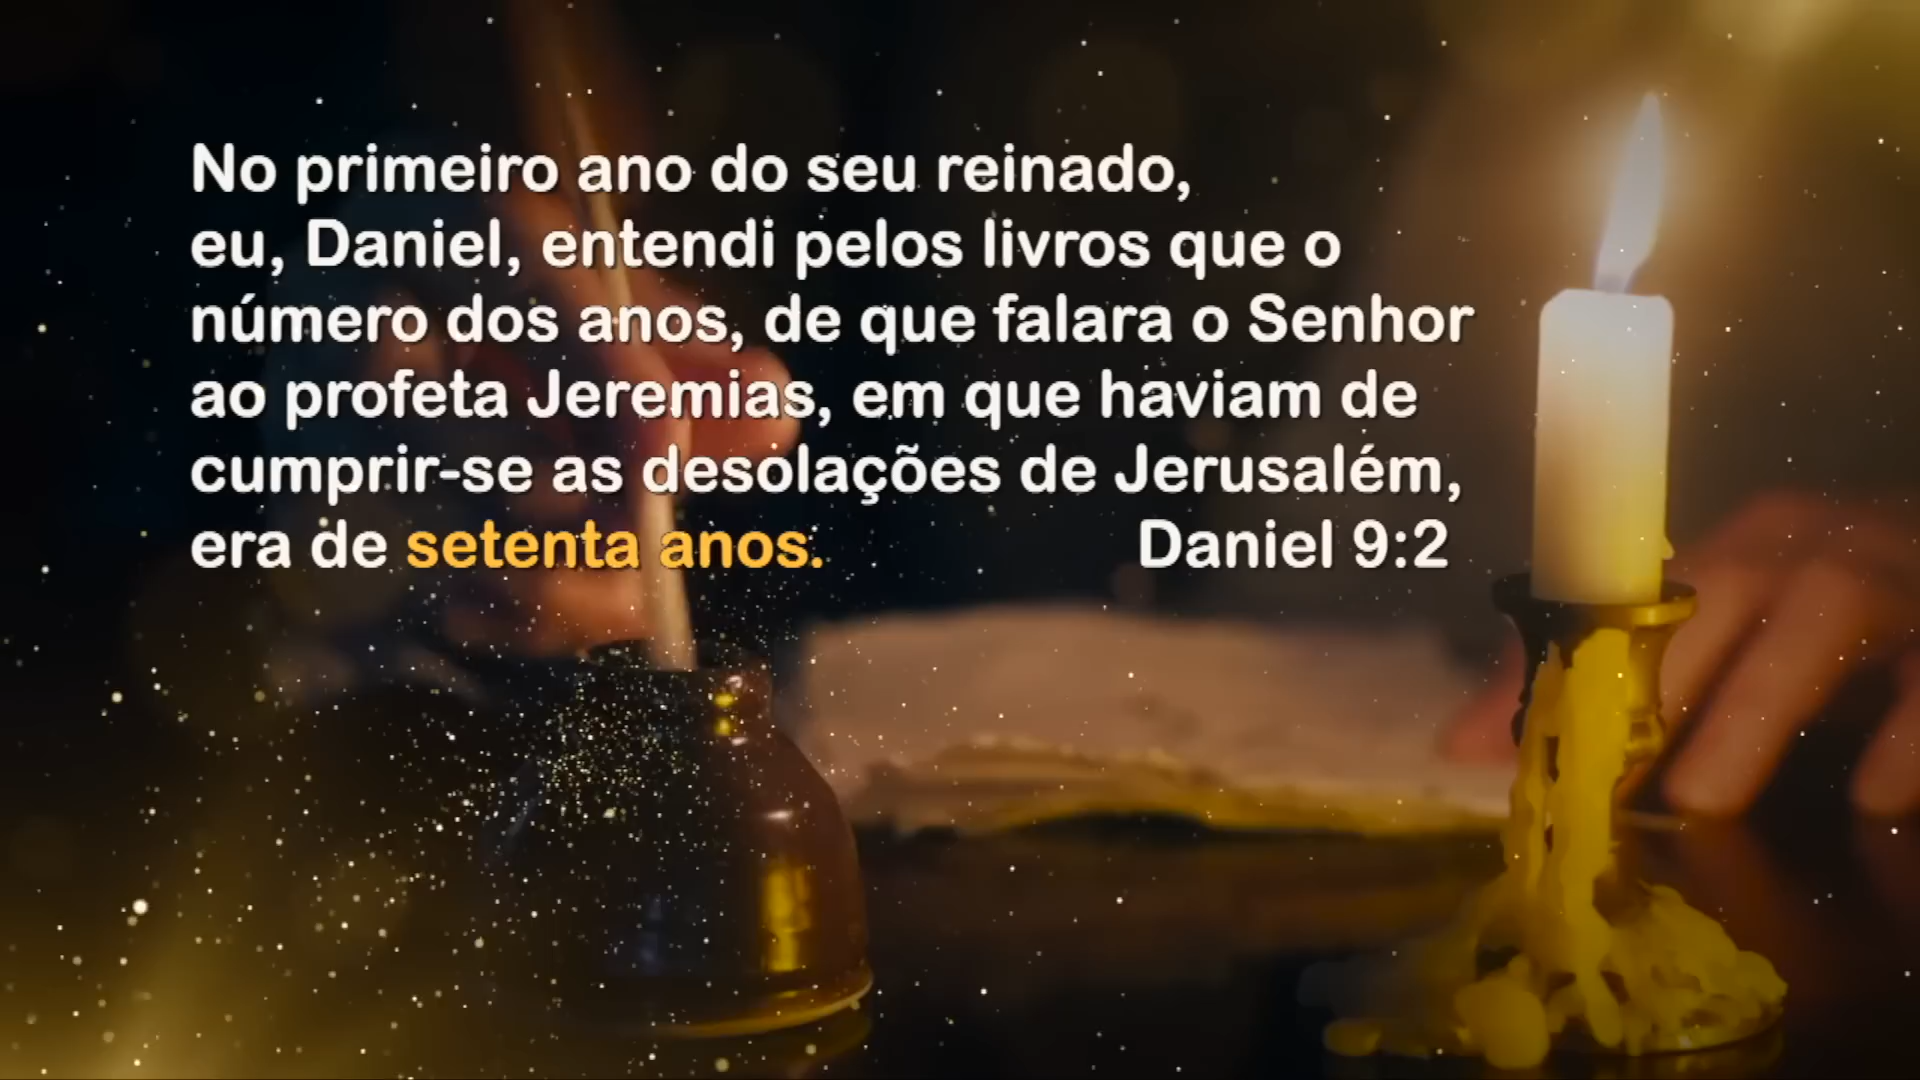 No primeiro ano do seu reinado,
eu, Daniel, entendi pelos livros que o
número dos anos, de que falara o Senhor
ao profeta Jeremias, em que haviam de
cumprir-se as desolações de Jerusalém,
era de setenta anos. Daniel 9:2